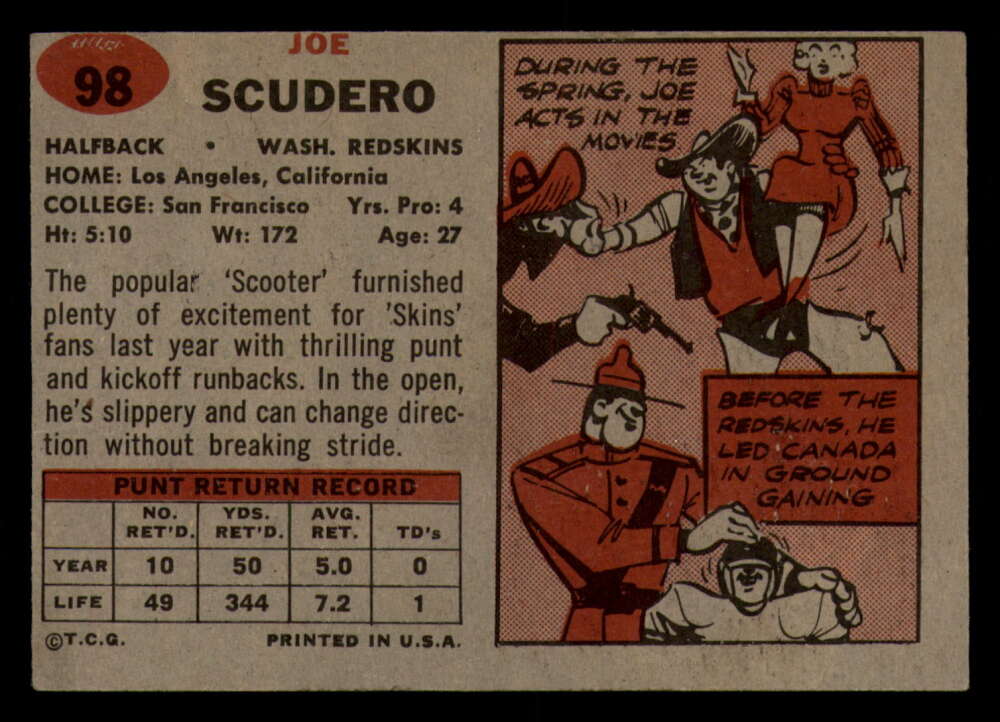 98
JOE
SCUDERO
HALFBACK • WASH. REDSKINS
HOME: Los Angeles, California
COLLEGE: San Francisco Yrs. Pro: 4
Ht: 5:10 Wt: 172 Age: 27
The popular 'Scooter' furnished
plenty of excitement for 'Skins'
fans last year with thrilling punt
and kickoff runbacks. In the open,
he's slippery and can change direc-
tion without breaking stride.
PUNT RETURN RECORD
NO. RET'D. YDS. RET'D. AVG. RET. TD's
YEAR 10 50 5.0 0
LIFE 49 344 7.2 1
©T.C.G. PRINTED IN U.S.A.
DURING THE
SPRING, JOE
ACTS IN THE
MOVIES
BEFORE THE
REDSKINS, HE
LED CANADA
IN GROUND
GAINING